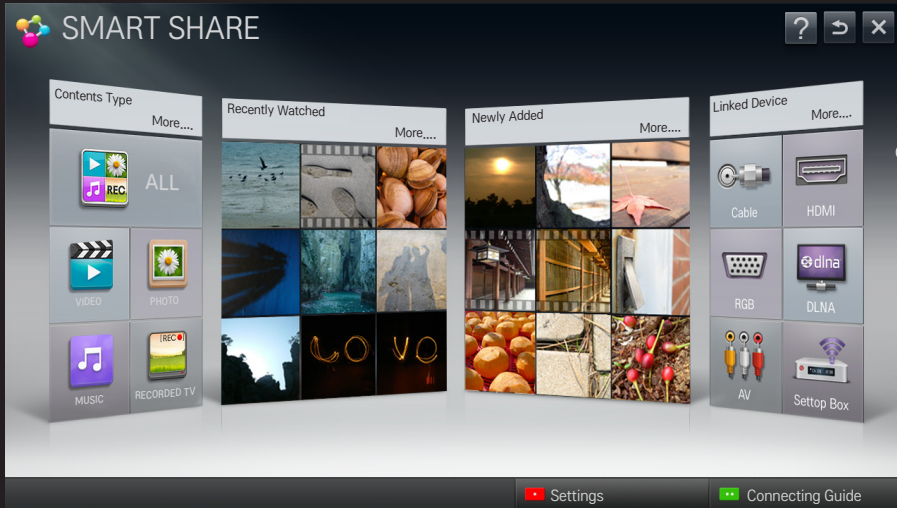 SMART SHARE
?
Contents Type
More....
ALL
REC
VIDEO
PHOTO
MUSIC
[REC●]
RECORDED TV
Recently Watched
More....
LOVO
Newly Added
More....
Linked Device
More....
Cable
HDMI
RGB
dlna
DLNA
AV
Settop Box
Settings
Connecting Guide